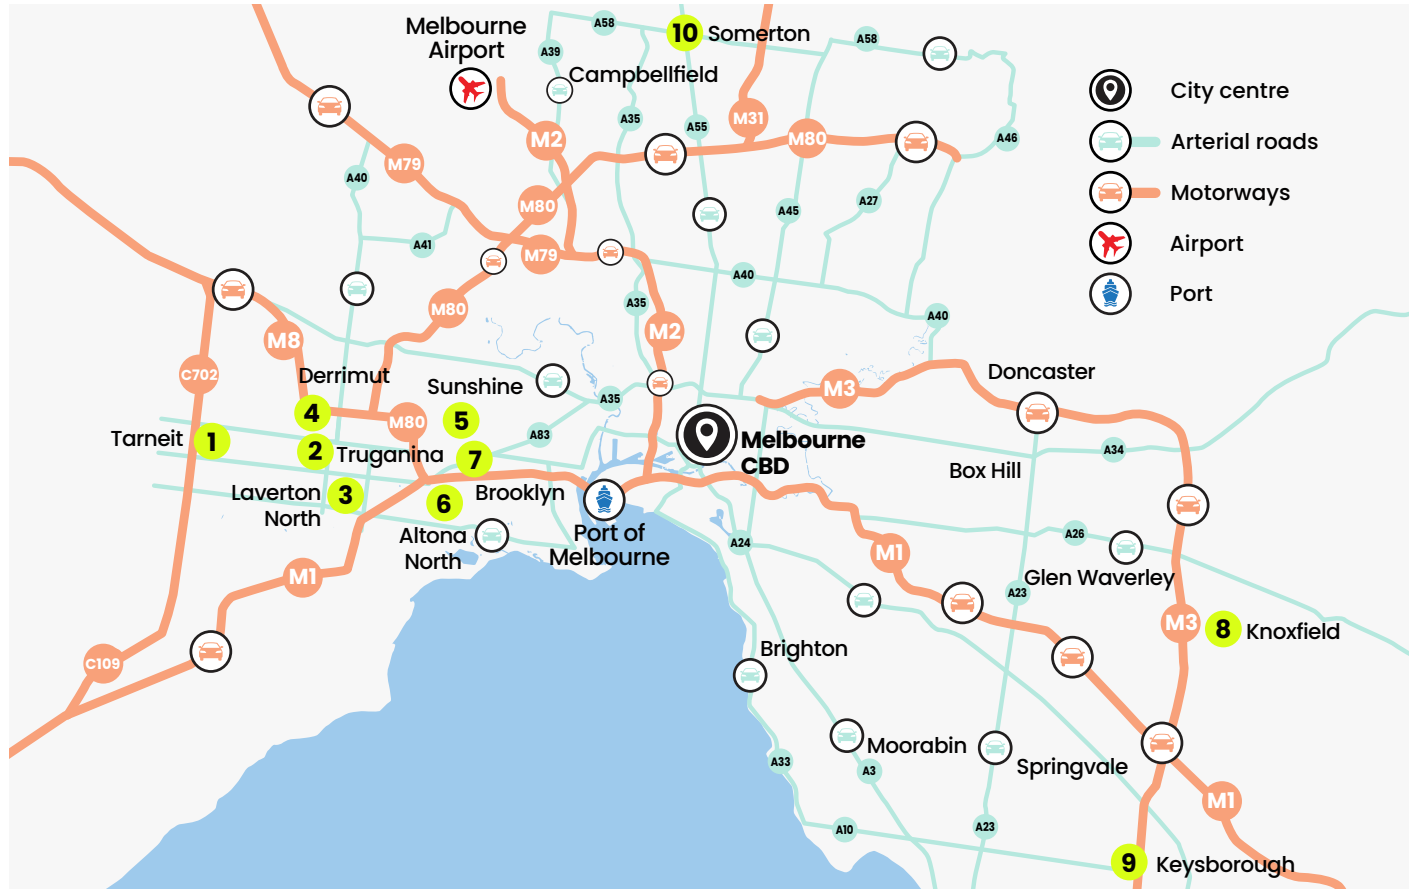 Melbourne
Airport
A58
10 Somerton
A58
A39
Campbellfield
City centre
M2
A35
A55
M31
M80
A46
Arterial roads
M79
A40
M80
A45
A27
Motorways
A41
M79
A40
Airport
M80
A35
M2
A40
Port
M8
C702
Derrimut
Sunshine
A35
M3
Doncaster
4
5
M80
Tarneit 1
2 Truganina
7
A83
Melbourne
CBD
A34
Box Hill
Laverton
North
3
6
Brooklyn
Altona
North
Port of
Melbourne
A24
M1
A26
Glen Waverley
M1
A23
M3
8 Knoxfield
C109
Brighton
Moorabin
Springvale
A33
A3
M1
A10
A23
9 Keysborough